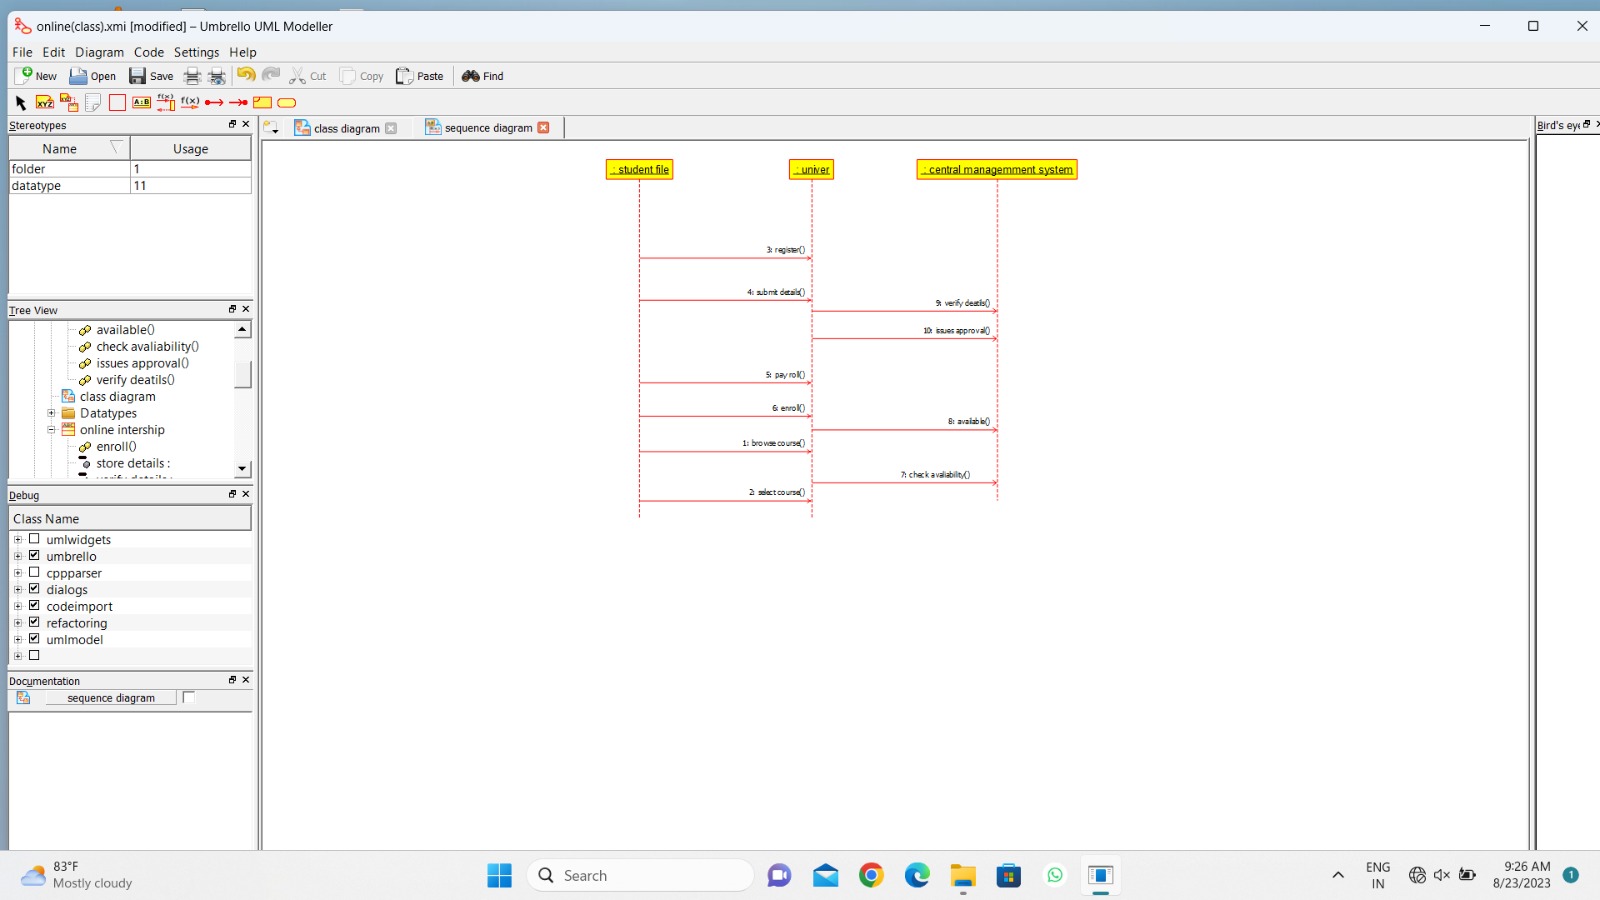 online(class).xmi [modified] – Umbrello UML Modeller
File Edit Diagram Code Settings Help
New Open Save Cut Copy Paste Find
XYZ A:B f(x) f(x)
Stereotypes
Name Usage
folder 1
datatype 11
Tree View
available()
check avaliability()
issues approval()
verify deatils()
class diagram
Datatypes
online intership
enroll()
store details :
Debug
Class Name
umlwidgets
umbrello
cppparser
dialogs
codeimport
refactoring
umlmodel
Documentation
sequence diagram
class diagram sequence diagram
: student file : univer : central managemment system
3: register()
4: submit details()
9: verify deatils()
10: issues approval()
5: pay roll()
6: enroll()
8: available()
1: browse course()
7: check avaliability()
2: select course()
Bird's eye
83°F
Mostly cloudy
Search
ENG
IN
9:26 AM
8/23/2023
1